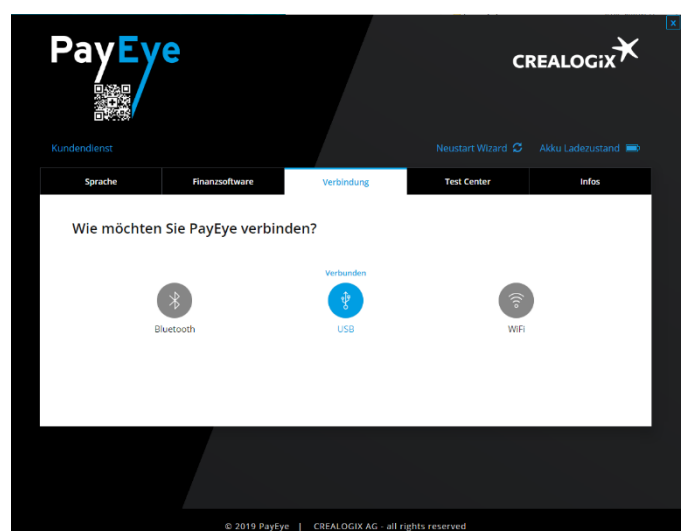 x
PayEye
CREALOGiX
Kundendienst
Neustart Wizard
Akku Ladezustand
Sprache
Finanzsoftware
Verbindung
Test Center
Infos
Wie möchten Sie PayEye verbinden?
Verbunden
Bluetooth
USB
WiFi
© 2019 PayEye | CREALOGIX AG - all rights reserved